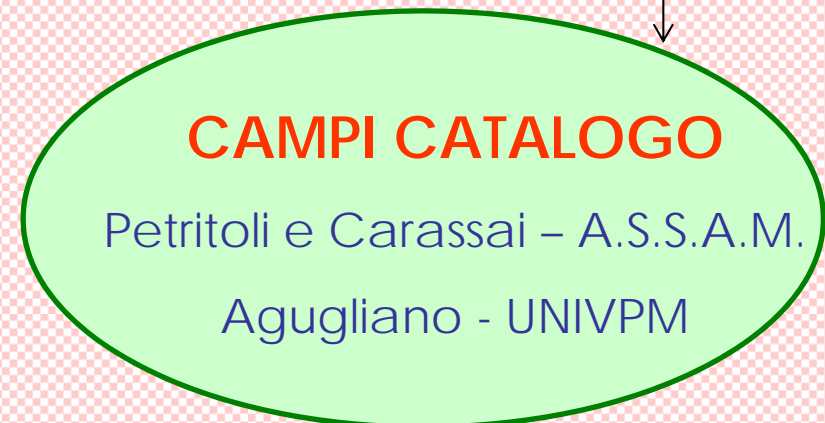 CAMPI CATALOGO
Petritoli e Carassai – A.S.S.A.M.
Agugliano - UNIVPM